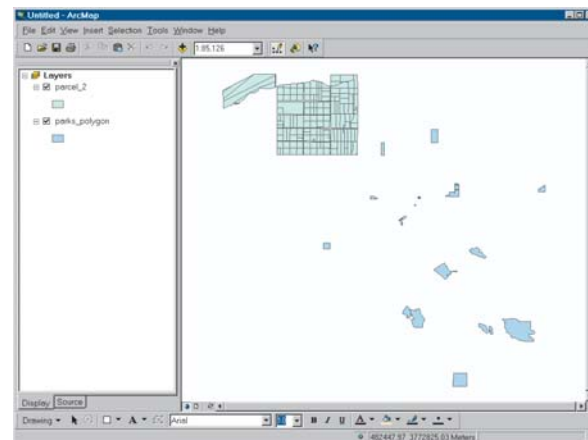 Untitled - ArcMap
File Edit View Insert Selection Tools Window Help
1:85,126
Layers
parcel_2
parks_polygon
Display Source
Drawing A Arial B I U A
482447.97 3772825.03 Meters